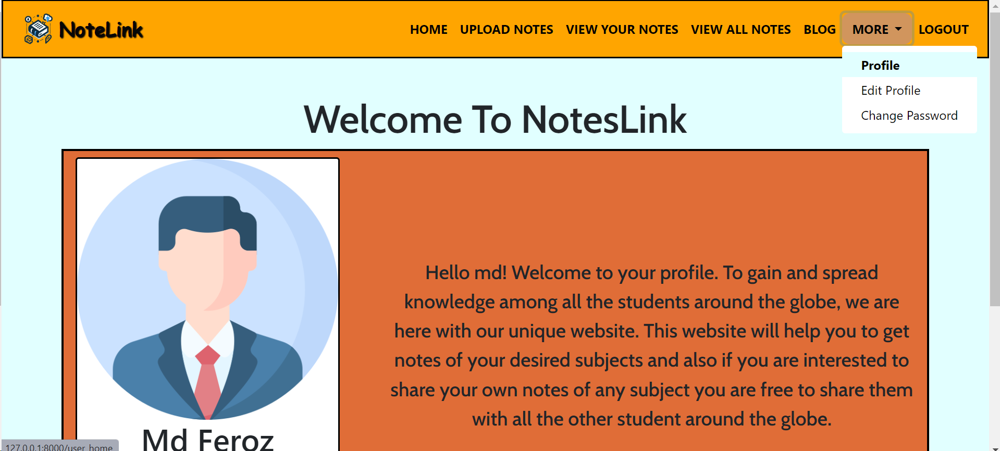 NoteLink
HOME UPLOAD NOTES VIEW YOUR NOTES VIEW ALL NOTES BLOG MORE LOGOUT
Profile
Edit Profile
Change Password
Welcome To NotesLink
Hello md! Welcome to your profile. To gain and spread
knowledge among all the students around the globe, we are
here with our unique website. This website will help you to get
notes of your desired subjects and also if you are interested to
share your own notes of any subject you are free to share them
with all the other student around the globe.
Md Feroz
127.0.0.1:8000/user_home